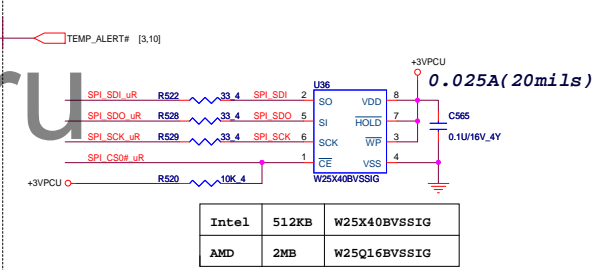 TEMP_ALERT# [3,10]
ru
+3VPCU
0.025A(20mils)
U36
SPI_SDI_uR R522 33_4 SPI_SDI 2 SO VDD 8
C565
SPI_SDO_uR R528 33_4 SPI_SDO 5 SI HOLD 7
0.1U/16V_4Y
SPI_SCK_uR R529 33_4 SPI_SCK 6 SCK WP 3
SPI_CS0#_uR 1 CE VSS 4
+3VPCU R520 10K_4 W25X40BVSSIG
Intel 512KB W25X40BVSSIG
AMD 2MB W25Q16BVSSIG